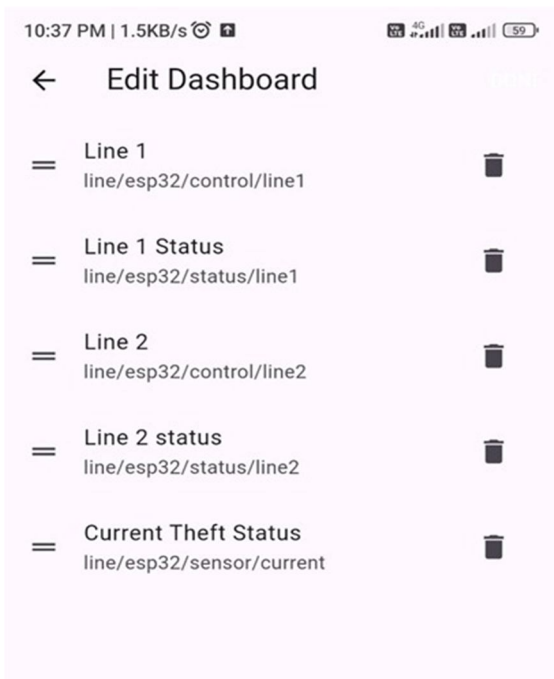 10:37 PM | 1.5KB/s 4G 59
Edit Dashboard
Line 1
line/esp32/control/line1
Line 1 Status
line/esp32/status/line1
Line 2
line/esp32/control/line2
Line 2 status
line/esp32/status/line2
Current Theft Status
line/esp32/sensor/current